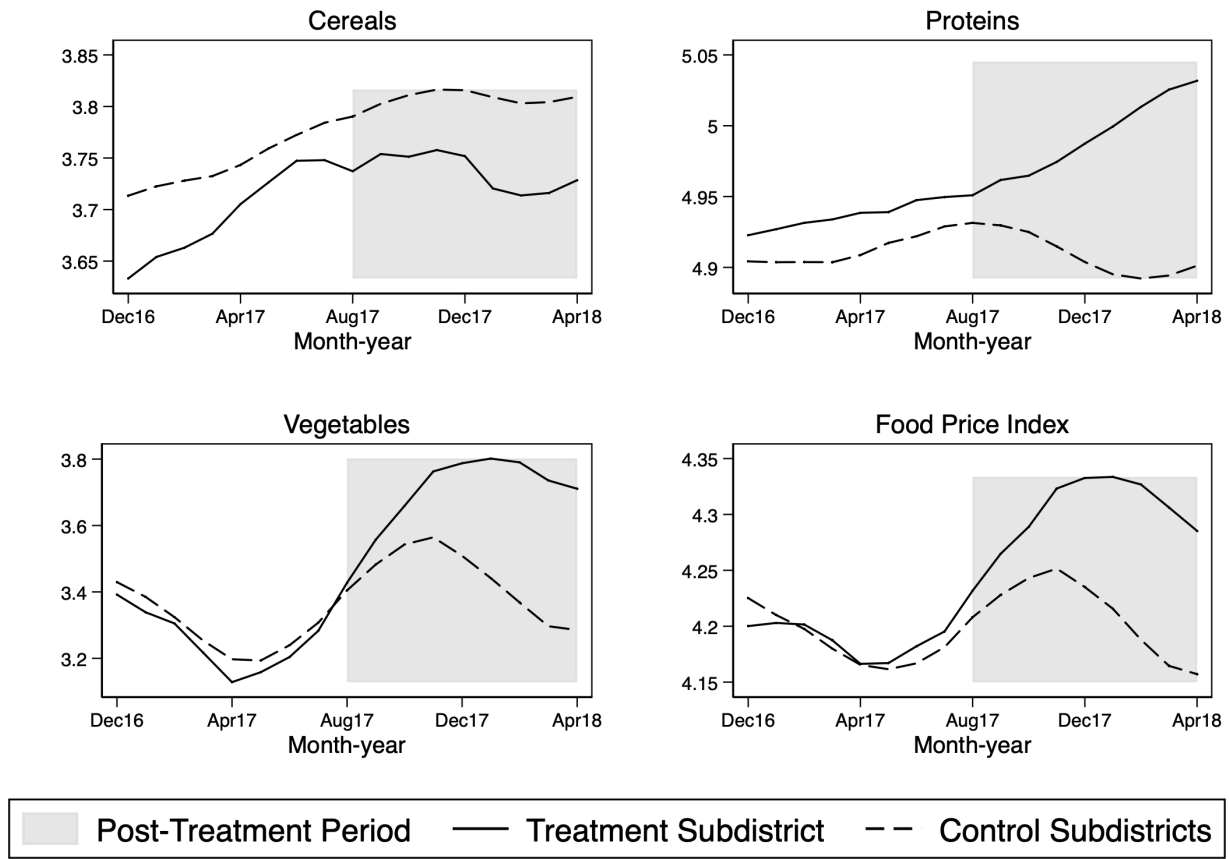 Cereals
3.85
3.8
3.75
3.7
3.65
Dec16 Apr17 Aug17 Dec17 Apr18
Month-year
Proteins
5.05
5
4.95
4.9
Dec16 Apr17 Aug17 Dec17 Apr18
Month-year
Vegetables
3.8
3.6
3.4
3.2
Dec16 Apr17 Aug17 Dec17 Apr18
Month-year
Food Price Index
4.35
4.3
4.25
4.2
4.15
Dec16 Apr17 Aug17 Dec17 Apr18
Month-year
Post-Treatment Period Treatment Subdistrict Control Subdistricts